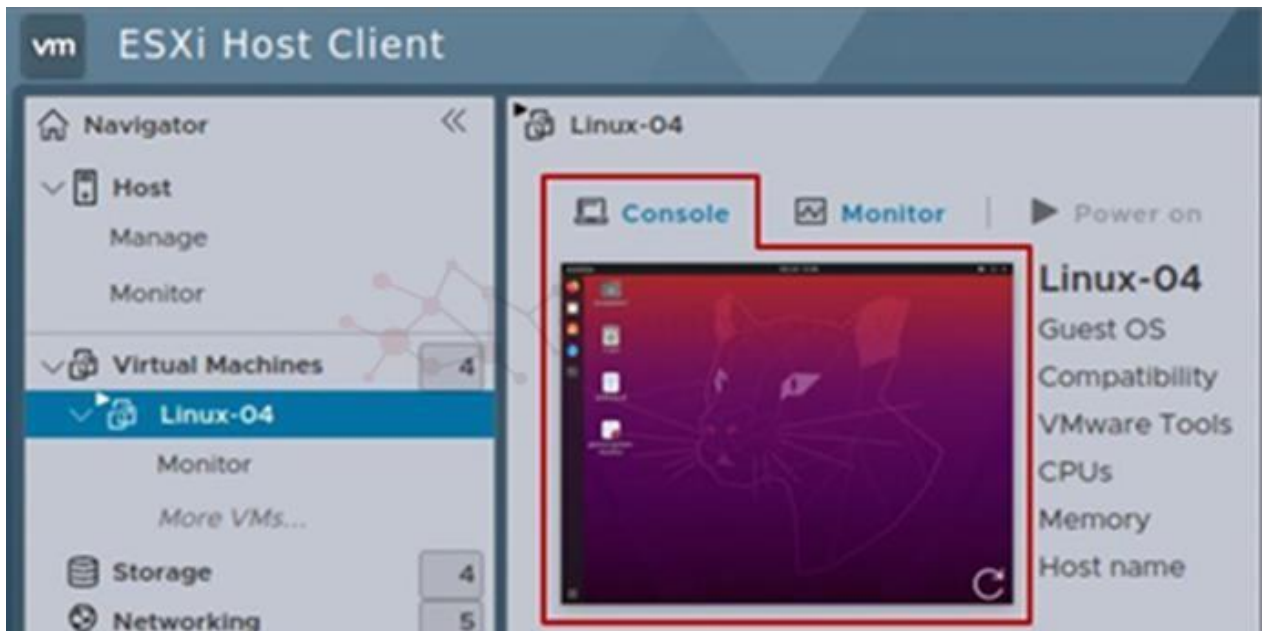 vm ESXi Host Client
Navigator
Host
Manage
Monitor
Virtual Machines 4
Linux-04
Monitor
More VMs...
Storage 4
Networking 5
Linux-04
Console Monitor Power on
Linux-04
Guest OS
Compatibility
VMware Tools
CPUs
Memory
Host name